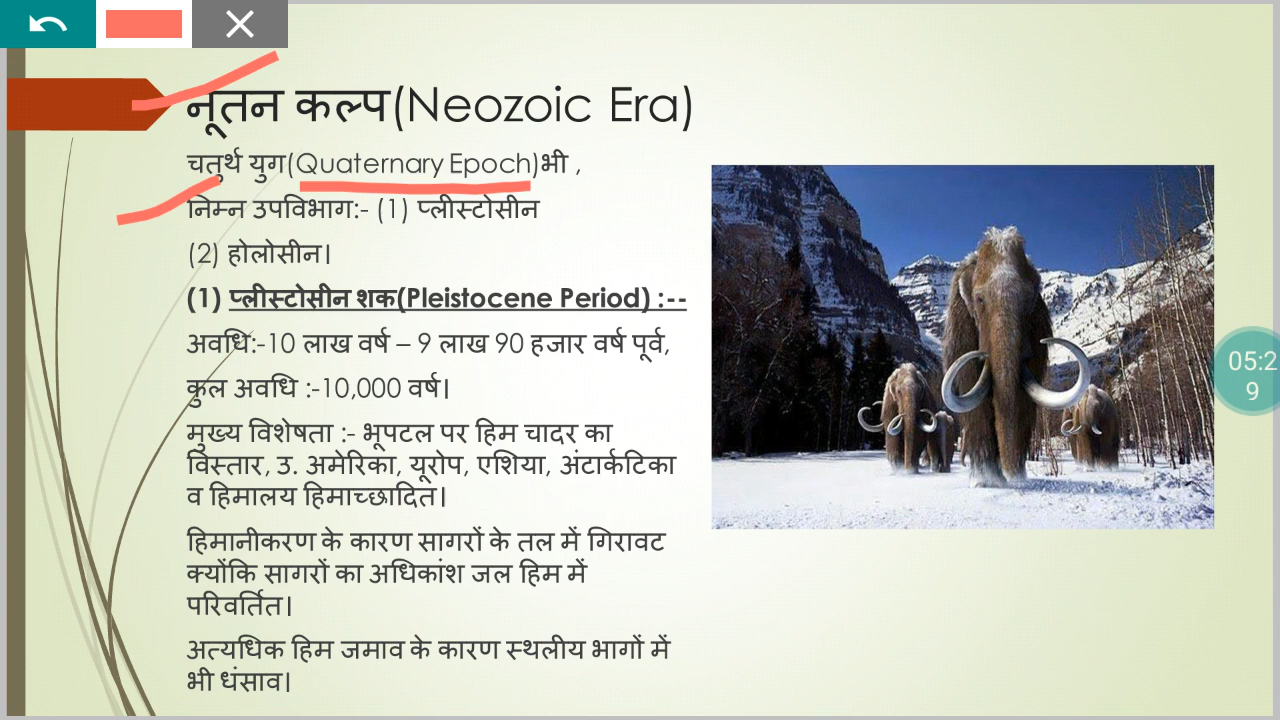 नूतन कल्प(Neozoic Era)
चतुर्थ युग(Quaternary Epoch)भी ,
निम्न उपविभाग:- (1) प्लीस्टोसीन
(2) होलोसीन।
(1) प्लीस्टोसीन शक(Pleistocene Period) :--
अवधि:-10 लाख वर्ष – 9 लाख 90 हजार वर्ष पूर्व,
कुल अवधि :-10,000 वर्ष।
मुख्य विशेषता :- भूपटल पर हिम चादर का
विस्तार, उ. अमेरिका, यूरोप, एशिया, अंटार्कटिका
व हिमालय हिमाच्छादित।
हिमानीकरण के कारण सागरों के तल में गिरावट
क्योंकि सागरों का अधिकांश जल हिम में
परिवर्तित।
अत्यधिक हिम जमाव के कारण स्थलीय भागों में
भी धंसाव।
05:2
9